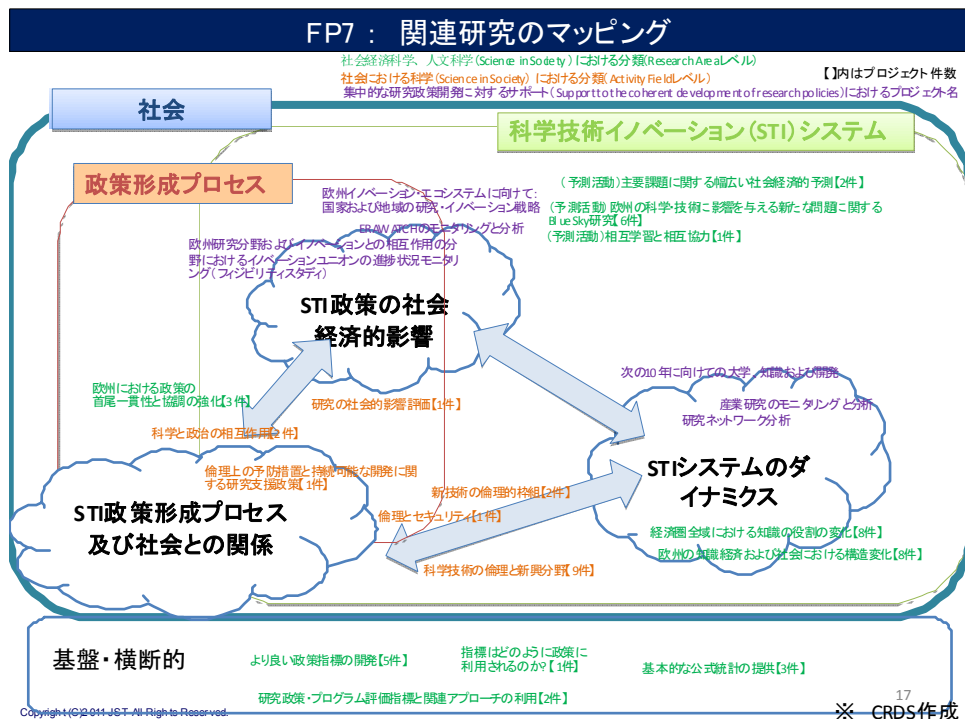 FP7 : 関連研究のマッピング
社会経済科学、人文科学(Science in Society)における分類(Research Areaレベル)
社会における科学(Science in Society)における分類(Activity Fieldレベル)
【】内はプロジェクト件数
集中的な研究政策開発に対するサポート(Support to the coherent development of research policies)におけるプロジェクト名
社会
科学技術イノベーション(STI)システム
政策形成プロセス
欧州イノベーション・エコシステムに向けて:
国家および地域の研究・イノベーション戦略
ERAWATCHのモニタリングと分析
欧州研究分野およびイノベーションとの相互作用の分
野におけるイノベーションユニオンの進捗状況モニタリ
ング(フィジビリティスタディ)
(予測活動)主要課題に関する幅広い社会経済的予測【2件】
(予測活動)欧州の科学・技術に影響を与える新たな問題に関する
Blue Sky研究【6件】
(予測活動)相互学習と相互協力【1件】
STI政策の社会
経済的影響
欧州における政策の
首尾一貫性と協調の強化【3件】
研究の社会的影響評価【1件】
科学と政治の相互作用【2件】
次の10年に向けての大学、知識および開発
産業研究のモニタリングと分析
研究ネットワーク分析
STIシステムのダ
イナミクス
倫理上の予防措置と持続可能な開発に関
する研究支援政策【1件】
新技術の倫理的枠組【2件】
倫理とセキュリティ【1件】
STI政策形成プロセス
及び社会との関係
経済圏全域における知識の役割の変化【8件】
欧州の知識経済および社会における構造変化【8件】
科学技術の倫理と新興分野【9件】
基盤・横断的
より良い政策指標の開発【5件】
指標はどのように政策に
利用されるのか?【1件】
基本的な公式統計の提供【3件】
研究政策・プログラム評価指標と関連アプローチの利用【2件】
17
Copyright (C)2011 JST All Rights Reserved.
※ CRDS作成